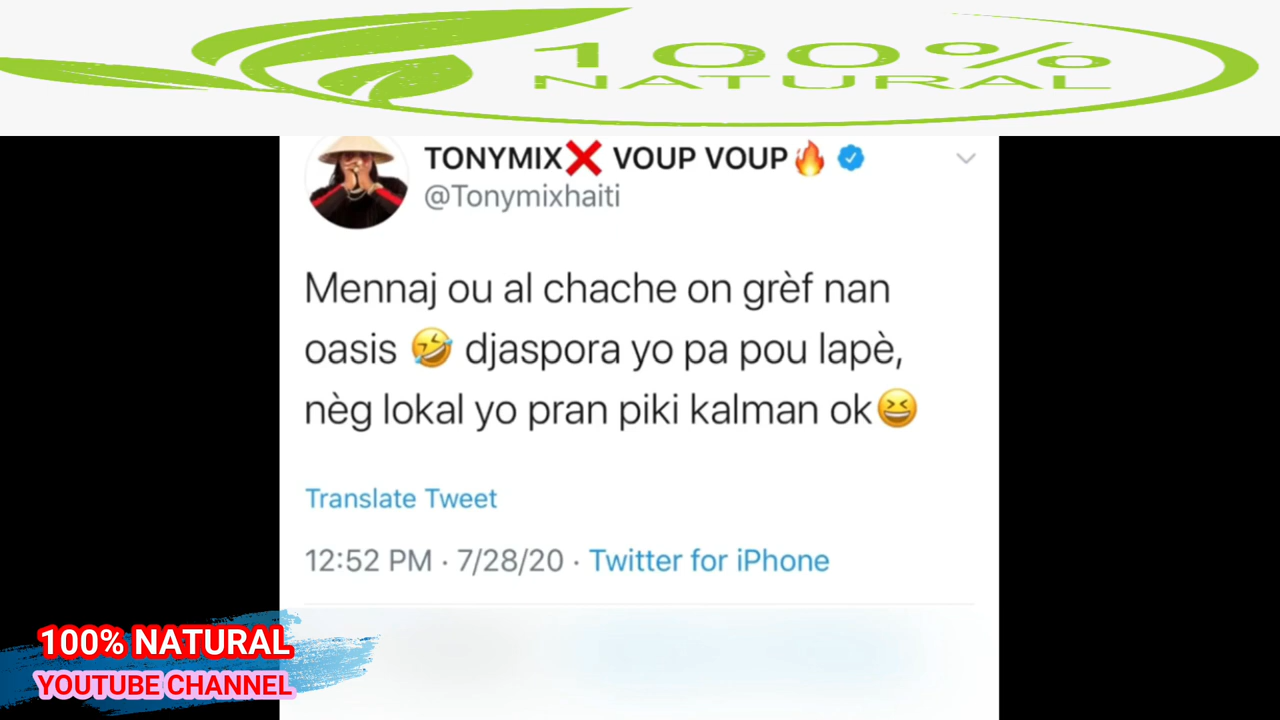 100%
NATURAL
TONYMIX❌ VOUP VOUP🔥
@Tonymixhaiti
Mennaj ou al chache on grèf nan
oasis 🤣 djaspora yo pa pou lapè,
nèg lokal yo pran piki kalman ok😆
Translate Tweet
12:52 PM · 7/28/20 · Twitter for iPhone
100% NATURAL
YOUTUBE CHANNEL